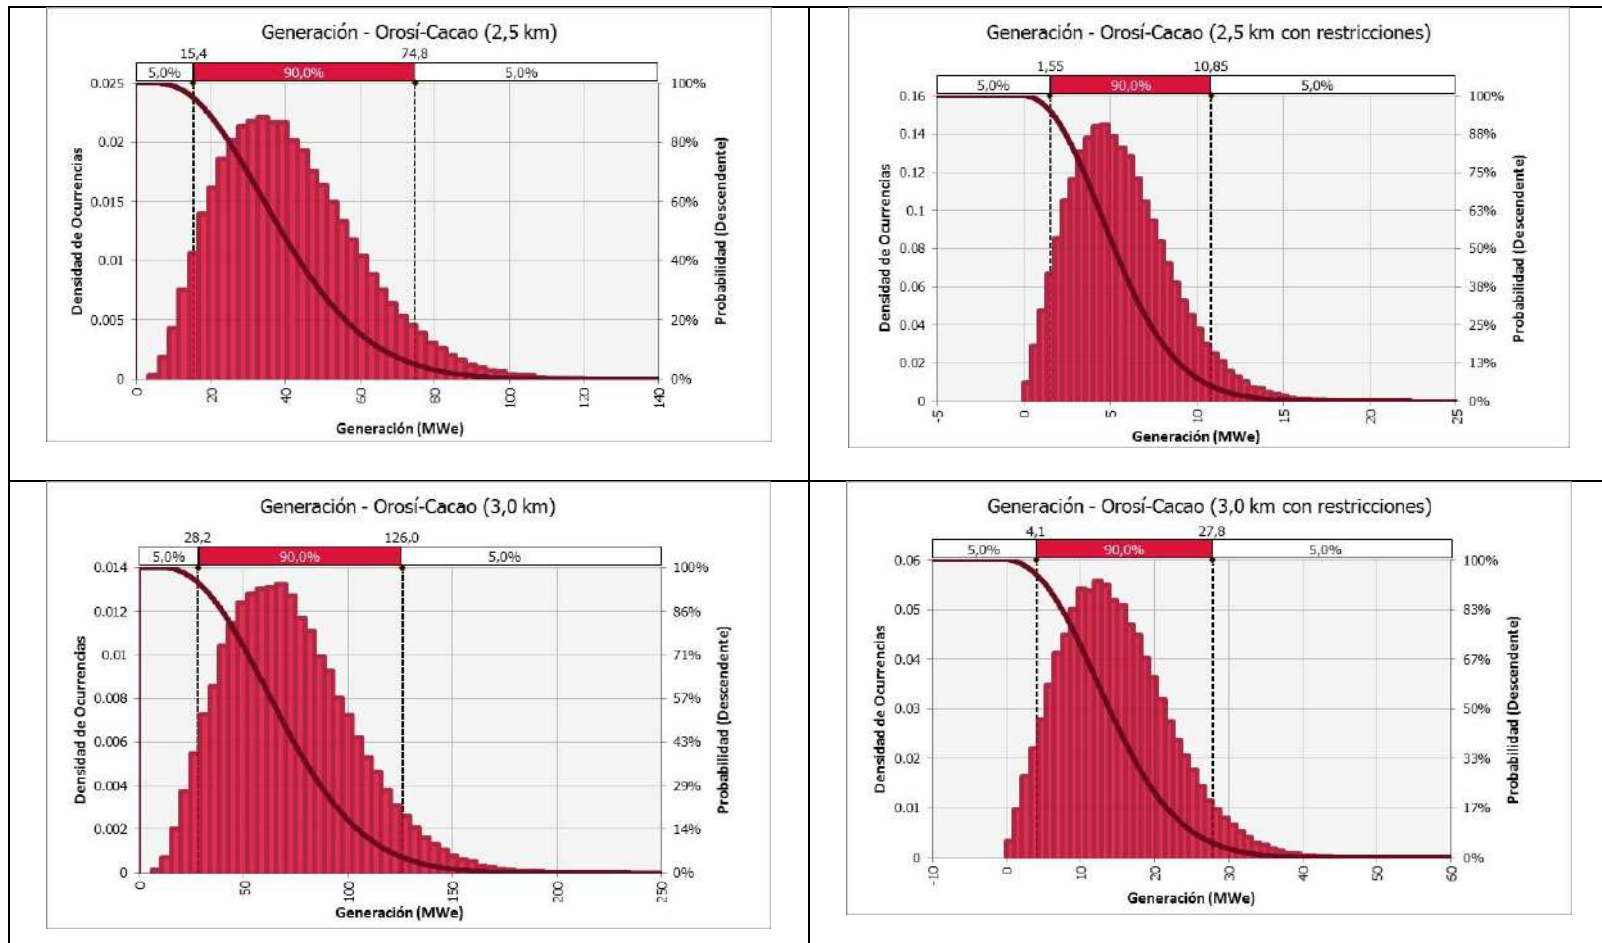 Generación - Orosí-Cacao (2,5 km)
15,4 74,8
5,0% 90,0% 5,0%
0.025 100%
0.02 80%
0.015 60%
0.01 40%
0.005 20%
0 0%
Densidad de Ocurrencias
Probabilidad (Descendente)
0 20 40 60 80 100 120 140
Generación (MWe)
Generación - Orosí-Cacao (2,5 km con restricciones)
1,55 10,85
5,0% 90,0% 5,0%
0.16 100%
0.14 88%
0.12 75%
0.1 63%
0.08 50%
0.06 38%
0.04 25%
0.02 13%
0 0%
Densidad de Ocurrencias
Probabilidad (Descendente)
-5 0 5 10 15 20 25
Generación (MWe)
Generación - Orosí-Cacao (3,0 km)
28,2 126,0
5,0% 90,0% 5,0%
0.014 100%
0.012 86%
0.01 71%
0.008 57%
0.006 43%
0.004 29%
0.002 14%
0 0%
Densidad de Ocurrencias
Probabilidad (Descendente)
0 50 100 150 200 250
Generación (MWe)
Generación - Orosí-Cacao (3,0 km con restricciones)
4,1 27,8
5,0% 90,0% 5,0%
0.06 100%
0.05 83%
0.04 67%
0.03 50%
0.02 33%
0.01 17%
0 0%
Densidad de Ocurrencias
Probabilidad (Descendente)
-10 0 10 20 30 40 50 60
Generación (MWe)